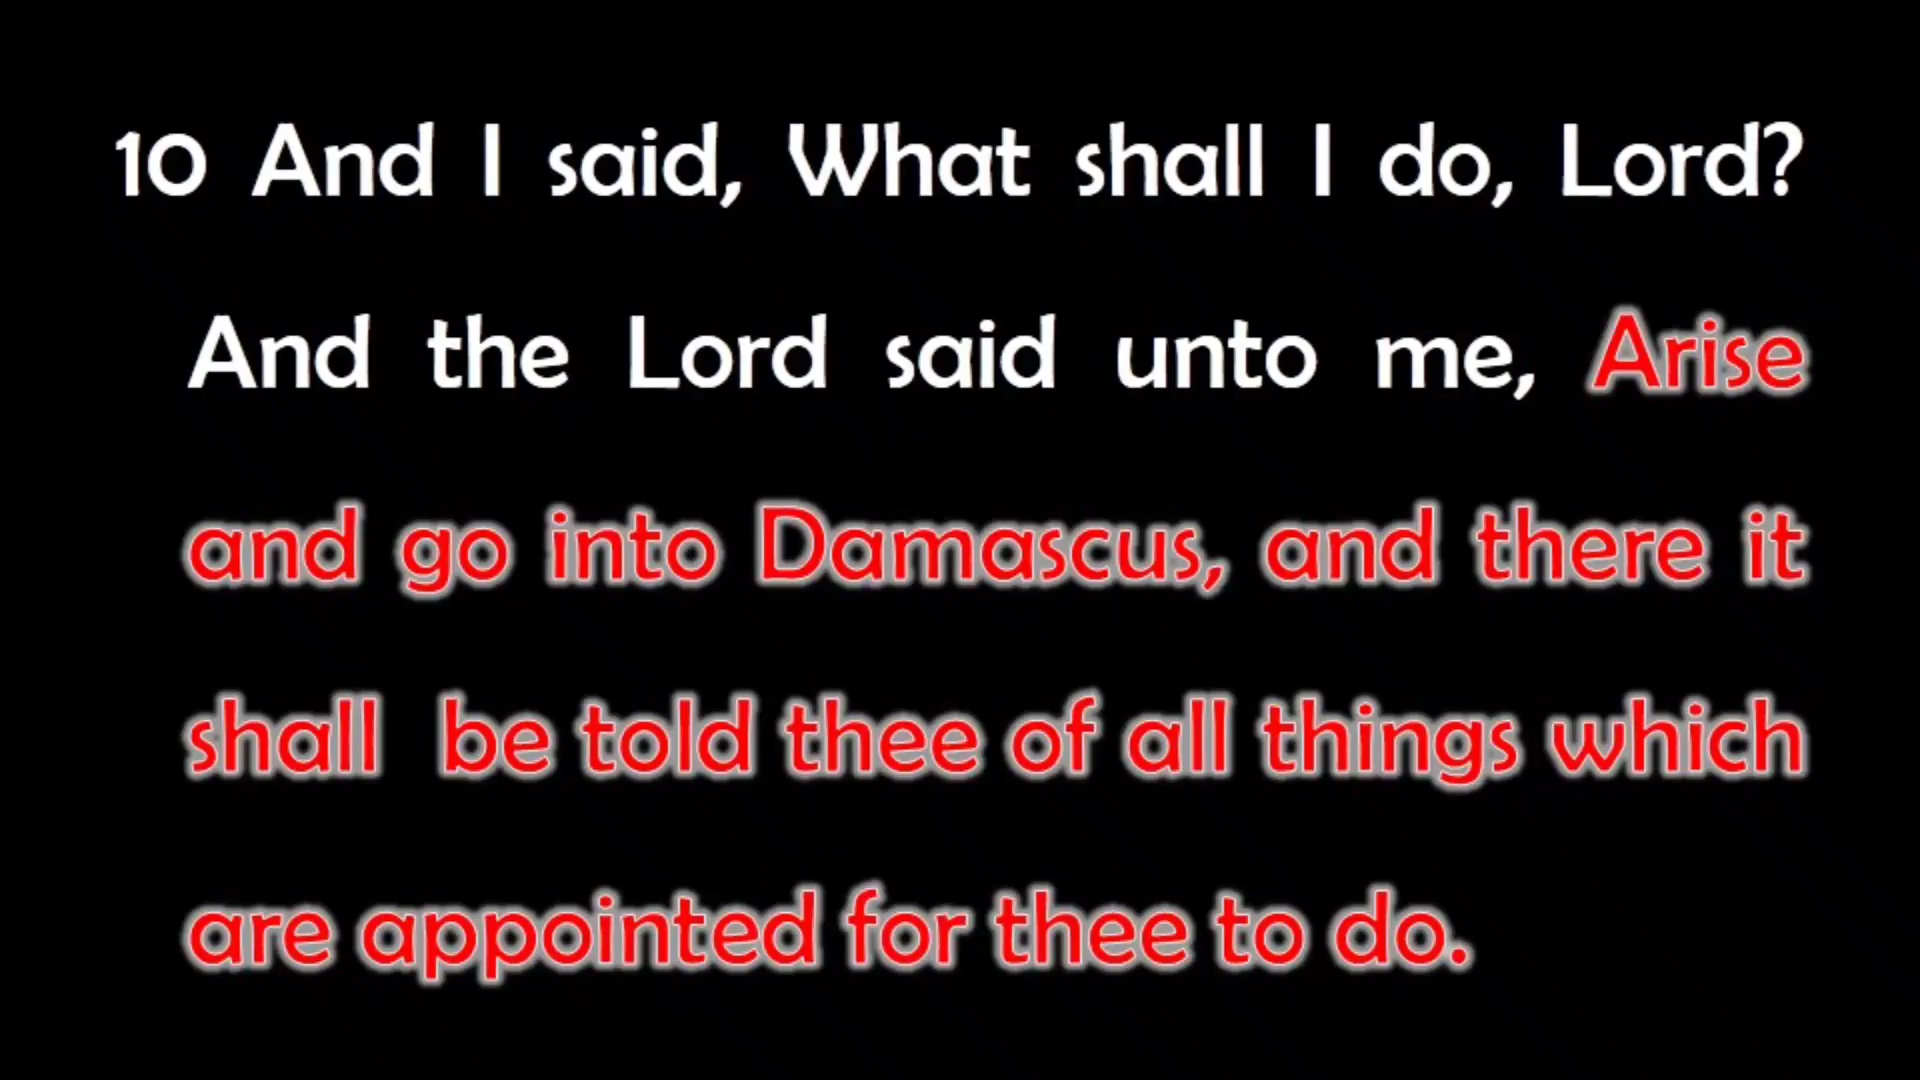 10 And I said, What shall I do, Lord?
And the Lord said unto me, Arise
and go into Damascus, and there it
shall be told thee of all things which
are appointed for thee to do.